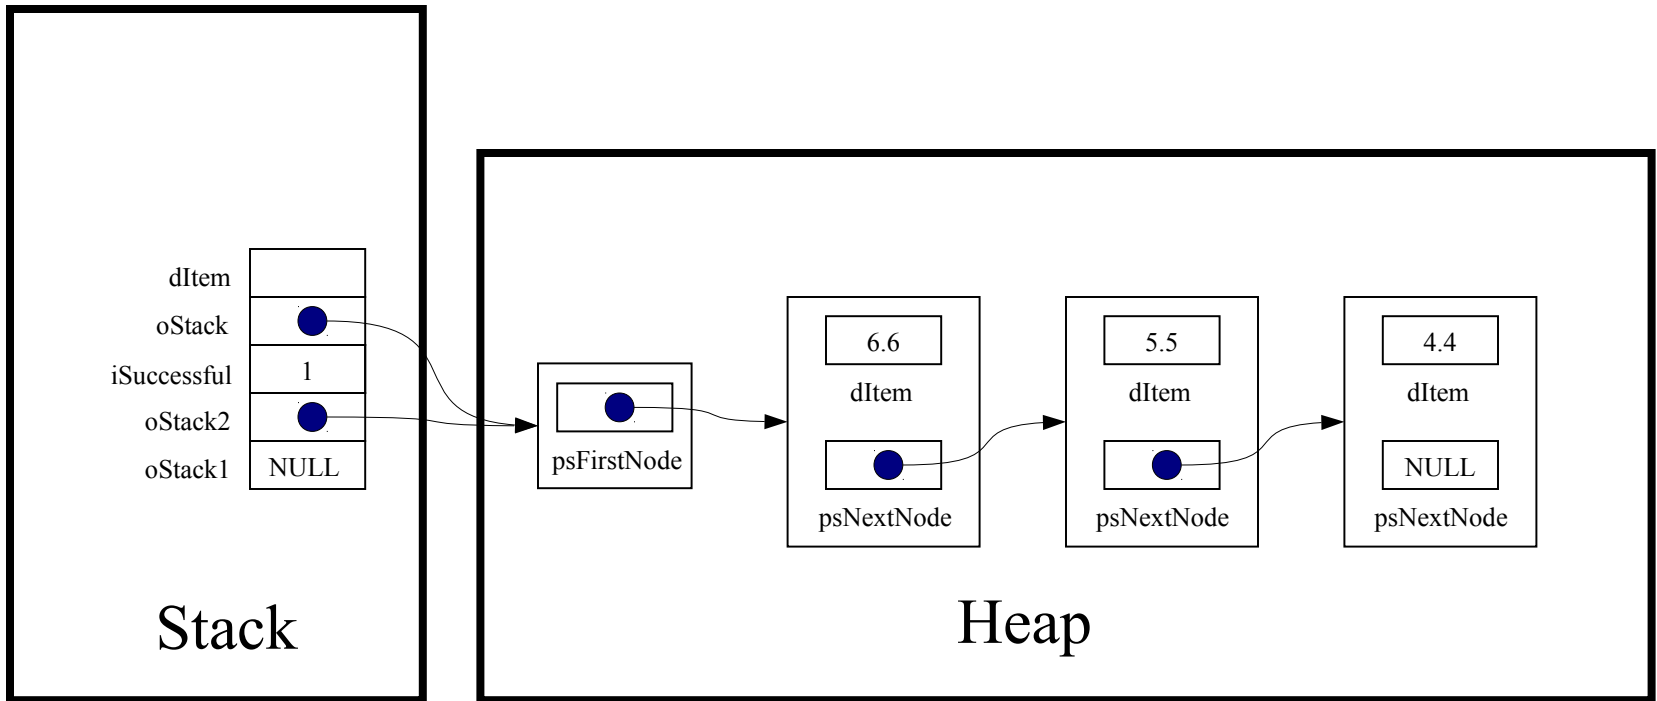 dItem
oStack
iSuccessful 1
oStack2
oStack1 NULL
Stack
psFirstNode
6.6
dItem
psNextNode
5.5
dItem
psNextNode
4.4
dItem
NULL
psNextNode
Heap